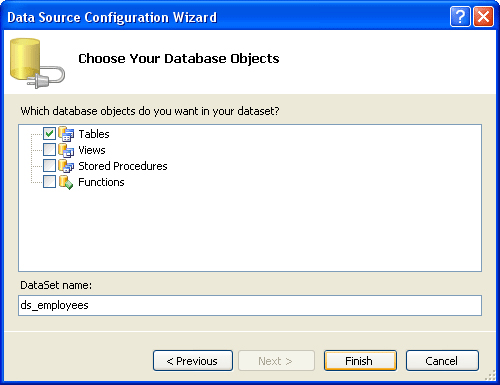 Data Source Configuration Wizard
Choose Your Database Objects
Which database objects do you want in your dataset?
Tables
Views
Stored Procedures
Functions
DataSet name:
ds_employees
< Previous Next > Finish Cancel